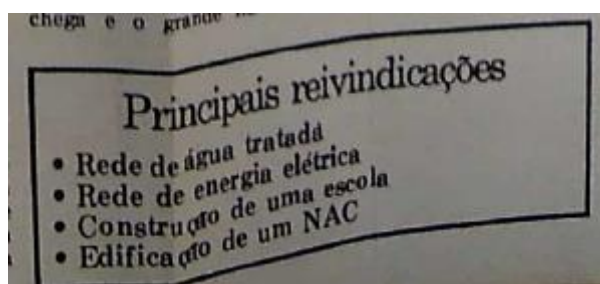 chega e o grande
Principais reivindicações
• Rede de água tratada
• Rede de energia elétrica
• Construção de uma escola
• Edificação de um NAC